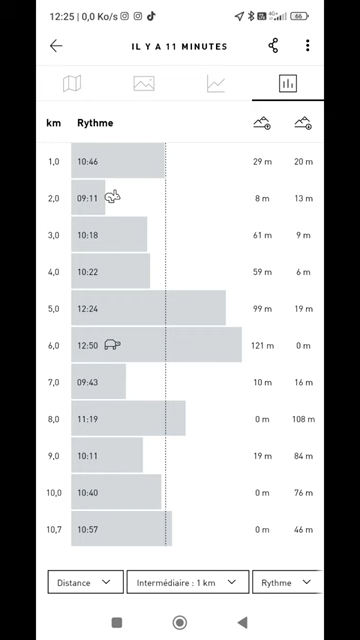 12:25 | 0,0 Ko/s
4G+
66
IL Y A 11 MINUTES
km Rythme
1,0 10:46 29 m 20 m
2,0 09:11 8 m 13 m
3,0 10:18 61 m 9 m
4,0 10:22 59 m 6 m
5,0 12:24 99 m 19 m
6,0 12:50 121 m 0 m
7,0 09:43 10 m 16 m
8,0 11:19 0 m 108 m
9,0 10:11 19 m 84 m
10,0 10:40 0 m 76 m
10,7 10:57 0 m 46 m
Distance Intermédiaire : 1 km Rythme